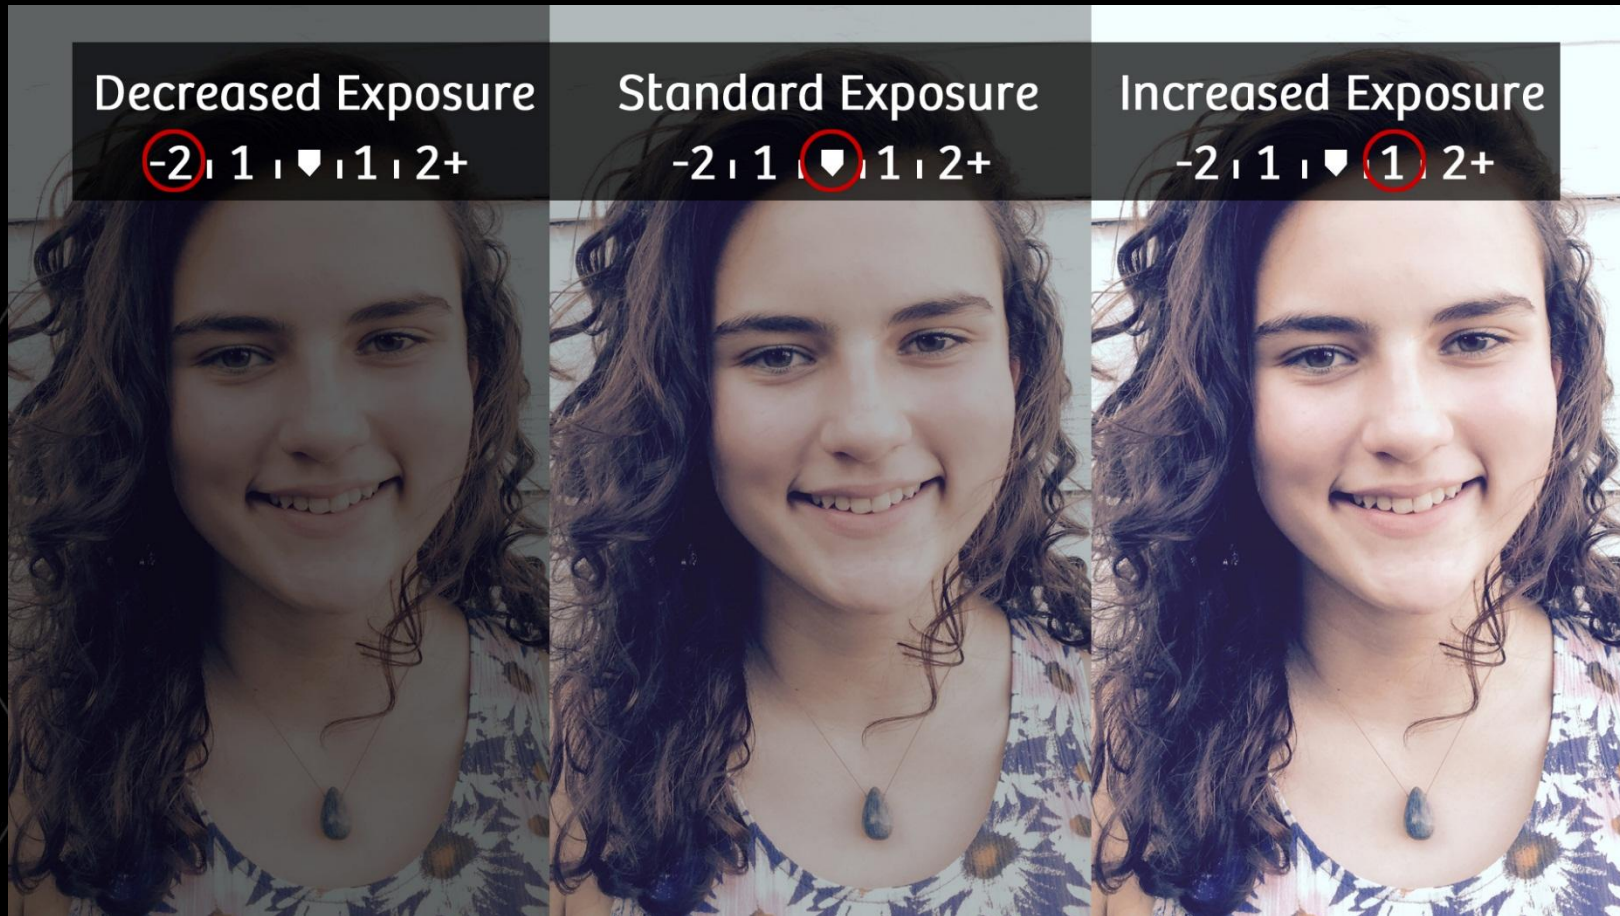 Decreased Exposure
-2 1 1 2+
Standard Exposure
-2 1 1 2+
Increased Exposure
-2 1 1 2+